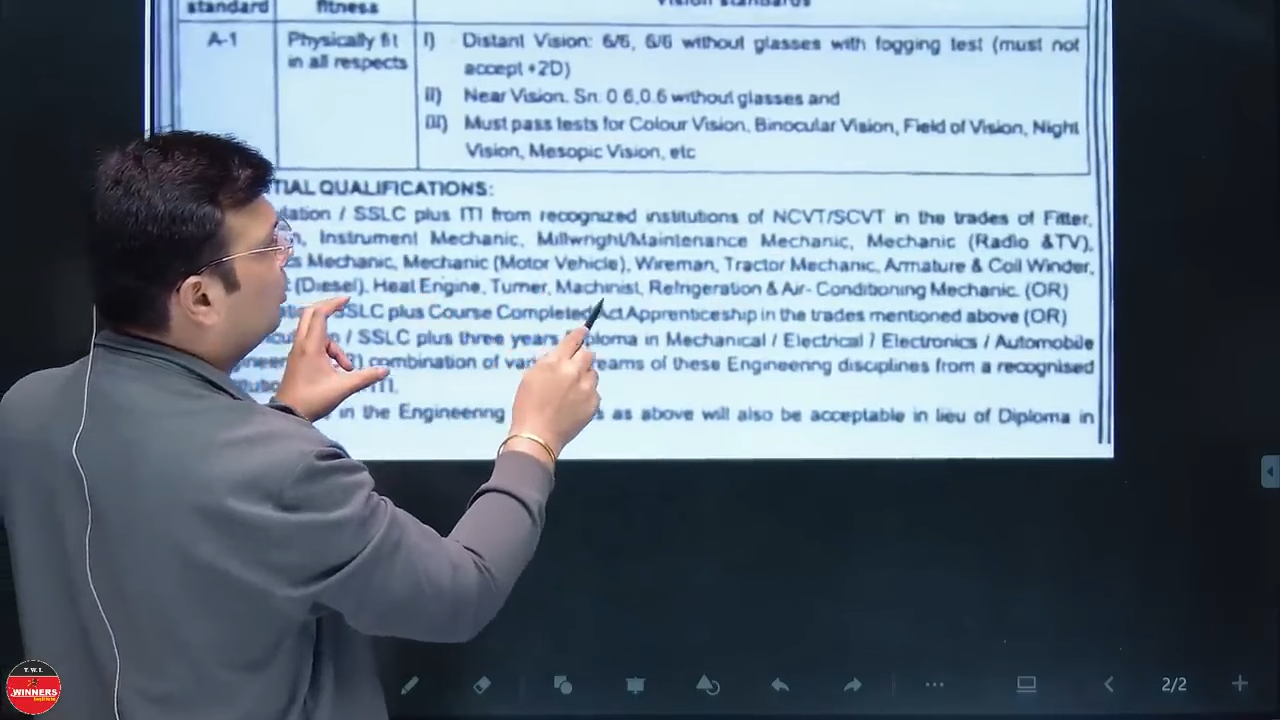 standard fitness Vision standards
A-1 Physically fit in all respects
i) Distant Vision: 6/6, 6/6 without glasses with fogging test (must not
accept +2D)
ii) Near Vision. Sn. 0 6,0.6 without glasses and
iii) Must pass tests for Colour Vision, Binocular Vision, Field of Vision, Night
Vision, Mesopic Vision, etc
TIAL QUALIFICATIONS:
lation / SSLC plus ITI from recognized institutions of NCVT/SCVT in the trades of Fitter,
n, Instrument Mechanic, Millwright/Maintenance Mechanic, Mechanic (Radio &TV),
s Mechanic, Mechanic (Motor Vehicle), Wireman, Tractor Mechanic, Armature & Coil Winder,
(Diesel), Heat Engine, Turner, Machinist, Refrigeration & Air- Conditioning Mechanic. (OR)
SSLC plus Course Completed Act Apprenticeship in the trades mentioned above (OR)
/ SSLC plus three years ploma in Mechanical / Electrical / Electronics / Automobile
combination of eams of these Engineering disciplines from a recognised
ITI.
in the Engineering s as above will also be acceptable in lieu of Diploma in
2/2
T.W.I.
WINNERS